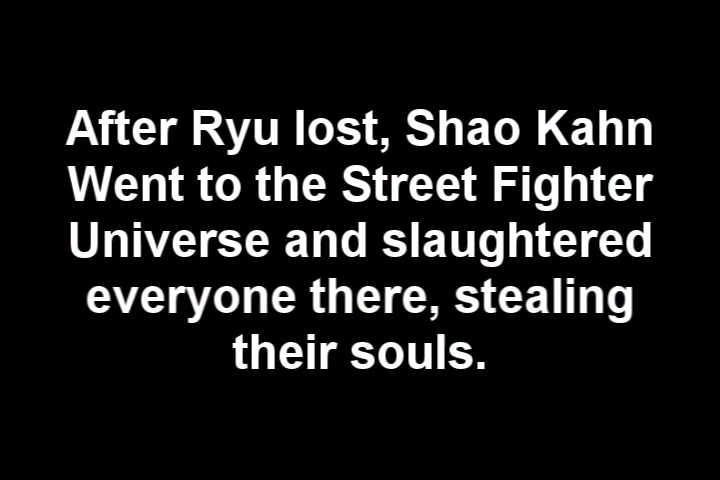 After Ryu lost, Shao Kahn
Went to the Street Fighter
Universe and slaughtered
everyone there, stealing
their souls.